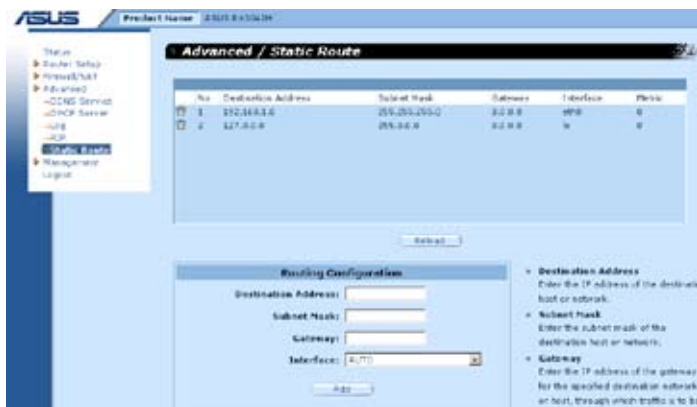 ASUS
Product Name
Advanced / Static Route
Status
Router Setup
Firewall/NAT
Advanced
DDNS Service
DHCP Server
Static Route
Management
Logout
No Destination Address Subnet Mask Gateway Interface Metric
1 192.168.1.0 255.255.255.0 0.0.0.0 0
2 127.0.0.0 255.0.0.0 0.0.0.0 lo 0
Reload
Routing Configuration
Destination Address:
Subnet Mask:
Gateway:
Interface: AUTO
Add
Destination Address
Enter the IP address of the
host or network.
Subnet Mask
Enter the subnet mask of the
destination host or network.
Gateway
Enter the IP address of the gateway
for the specified destination network
or host, through which traffic is to be